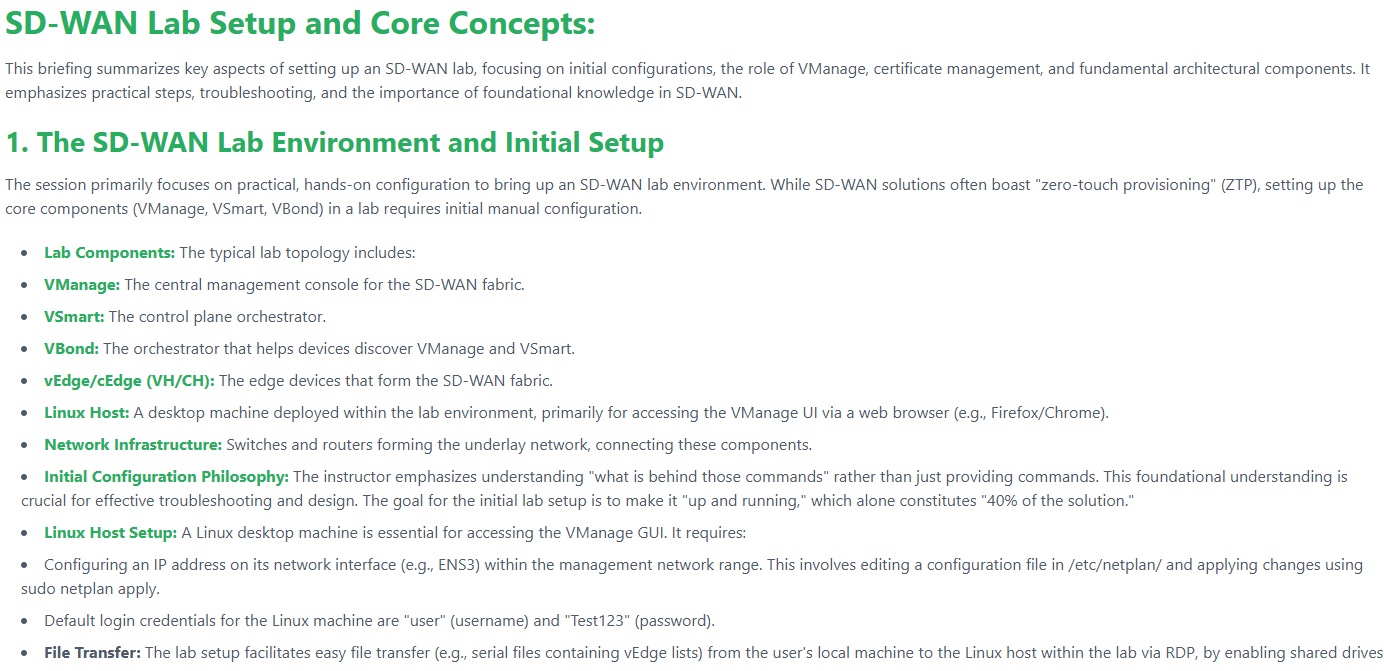 SD-WAN Lab Setup and Core Concepts:
This briefing summarizes key aspects of setting up an SD-WAN lab, focusing on initial configurations, the role of VManage, certificate management, and fundamental architectural components. It
emphasizes practical steps, troubleshooting, and the importance of foundational knowledge in SD-WAN.
1. The SD-WAN Lab Environment and Initial Setup
The session primarily focuses on practical, hands-on configuration to bring up an SD-WAN lab environment. While SD-WAN solutions often boast "zero-touch provisioning" (ZTP), setting up the
core components (VManage, VSmart, VBond) in a lab requires initial manual configuration.
• Lab Components: The typical lab topology includes:
• VManage: The central management console for the SD-WAN fabric.
• VSmart: The control plane orchestrator.
• VBond: The orchestrator that helps devices discover VManage and VSmart.
• vEdge/cEdge (VH/CH): The edge devices that form the SD-WAN fabric.
• Linux Host: A desktop machine deployed within the lab environment, primarily for accessing the VManage UI via a web browser (e.g., Firefox/Chrome).
• Network Infrastructure: Switches and routers forming the underlay network, connecting these components.
• Initial Configuration Philosophy: The instructor emphasizes understanding "what is behind those commands" rather than just providing commands. This foundational understanding is
crucial for effective troubleshooting and design. The goal for the initial lab setup is to make it "up and running," which alone constitutes "40% of the solution."
• Linux Host Setup: A Linux desktop machine is essential for accessing the VManage GUI. It requires:
• Configuring an IP address on its network interface (e.g., ENS3) within the management network range. This involves editing a configuration file in /etc/netplan/ and applying changes using
sudo netplan apply.
• Default login credentials for the Linux machine are "user" (username) and "Test123" (password).
• File Transfer: The lab setup facilitates easy file transfer (e.g., serial files containing vEdge lists) from the user's local machine to the Linux host within the lab via RDP, by enabling shared drives